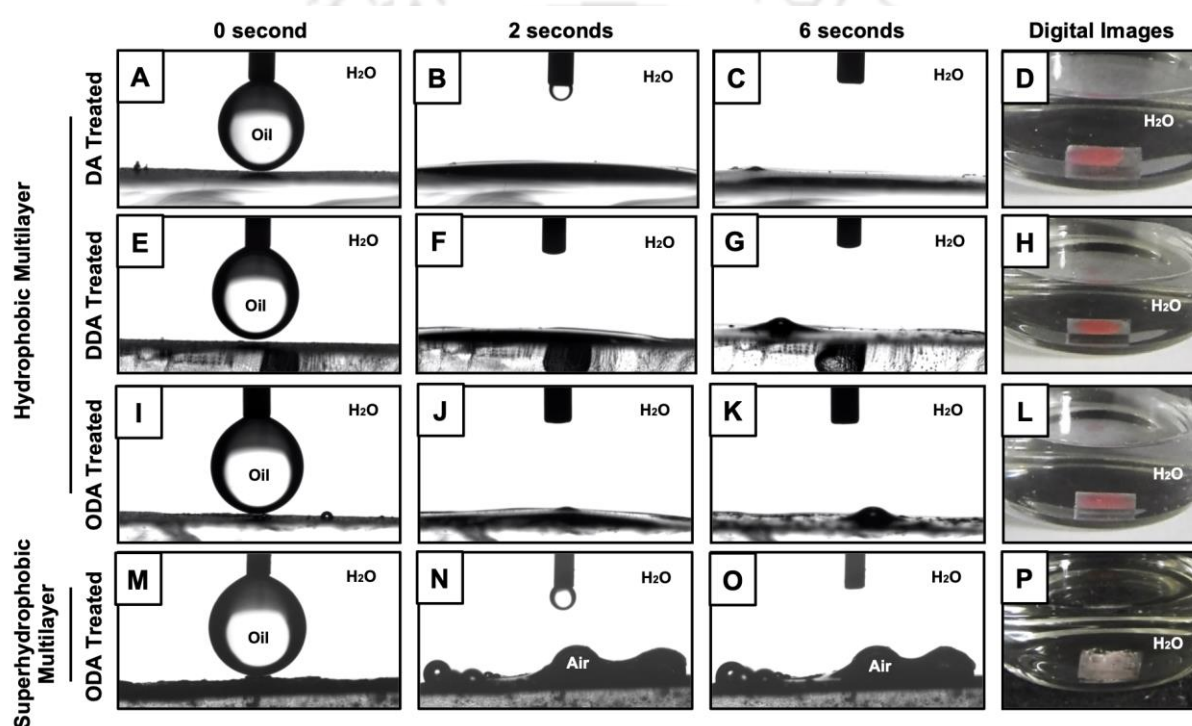 0 second 2 seconds 6 seconds Digital Images
Hydrophobic Multilayer
DA Treated
A Oil H₂O
B H₂O
C H₂O
D H₂O
DDA Treated
E Oil H₂O
F H₂O
G H₂O
H H₂O
ODA Treated
I Oil H₂O
J H₂O
K H₂O
L H₂O
Superhydrophobic
Multilayer
ODA Treated
M Oil H₂O
N H₂O Air
O H₂O Air
P H₂O